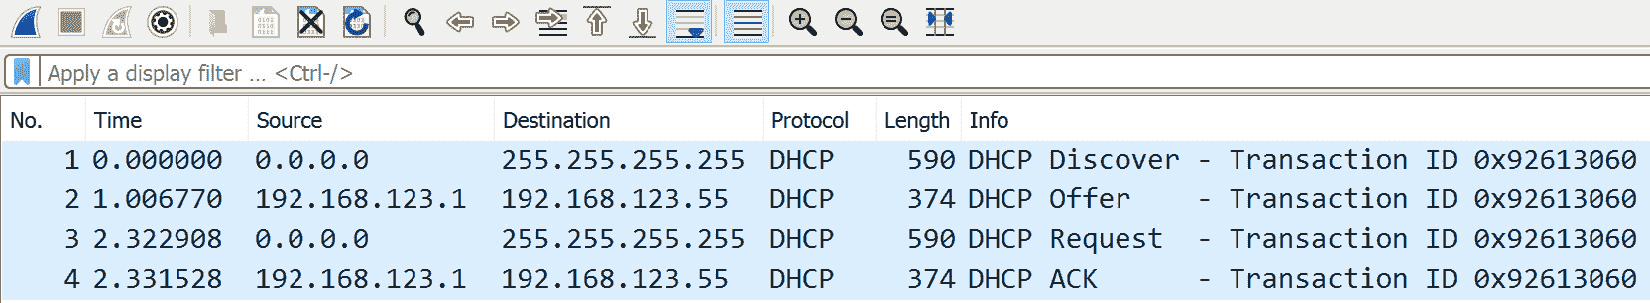 Apply a display filter ... <Ctrl-/>
No. Time Source Destination Protocol Length Info
1 0.000000 0.0.0.0 255.255.255.255 DHCP 590 DHCP Discover - Transaction ID 0x92613060
2 1.006770 192.168.123.1 192.168.123.55 DHCP 374 DHCP Offer - Transaction ID 0x92613060
3 2.322908 0.0.0.0 255.255.255.255 DHCP 590 DHCP Request - Transaction ID 0x92613060
4 2.331528 192.168.123.1 192.168.123.55 DHCP 374 DHCP ACK - Transaction ID 0x92613060